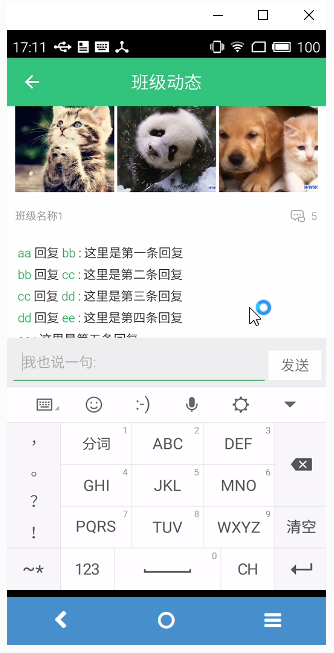 17:11 100
班级动态
班级名称1 5
aa 回复 bb : 这里是第一条回复
bb 回复 cc : 这里是第二条回复
cc 回复 dd : 这里是第三条回复
dd 回复 ee : 这里是第四条回复
我也说一句: 发送
:-)
, 分词 1 ABC 2 DEF 3
。 GHI 4 JKL 5 MNO 6
? PQRS 7 TUV 8 WXYZ 9 清空
!
~* 123 0 CH